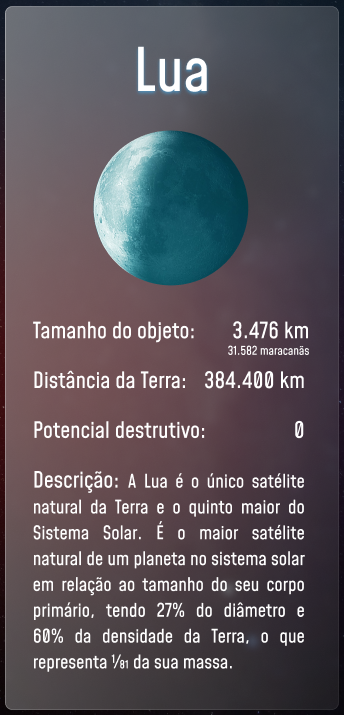 Lua
Tamanho do objeto: 3.476 km
31.582 maracanãs
Distância da Terra: 384.400 km
Potencial destrutivo: 0
Descrição: A Lua é o único satélite
natural da Terra e o quinto maior do
Sistema Solar. É o maior satélite
natural de um planeta no sistema solar
em relação ao tamanho do seu corpo
primário, tendo 27% do diâmetro e
60% da densidade da Terra, o que
representa 1⁄81 da sua massa.